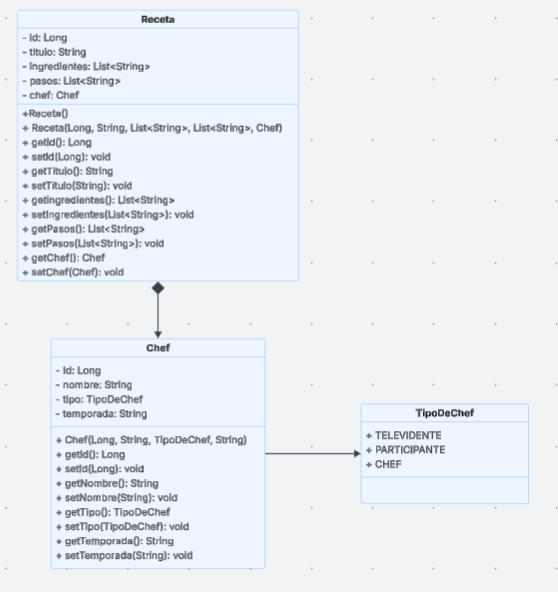 Receta
- id: Long
- titulo: String
- ingredientes: List<String>
- pasos: List<String>
- chef: Chef
+Receta()
+ Receta(Long, String, List<String>, List<String>, Chef)
+ getId(): Long
+ setId(Long): void
+ getTitulo(): String
+ setTitulo(String): void
+ getIngredientes(): List<String>
+ setIngredientes(List<String>): void
+ getPasos(): List<String>
+ setPasos(List<String>): void
+ getChef(): Chef
+ setChef(Chef): void
Chef
- id: Long
- nombre: String
- tipo: TipoDeChef
- temporada: String
+ Chef(Long, String, TipoDeChef, String)
+ getId(): Long
+ setId(Long): void
+ getNombre(): String
+ setNombre(String): void
+ getTipo(): TipoDeChef
+ setTipo(TipoDeChef): void
+ getTemporada(): String
+ setTemporada(String): void
TipoDeChef
+ TELEVIDENTE
+ PARTICIPANTE
+ CHEF